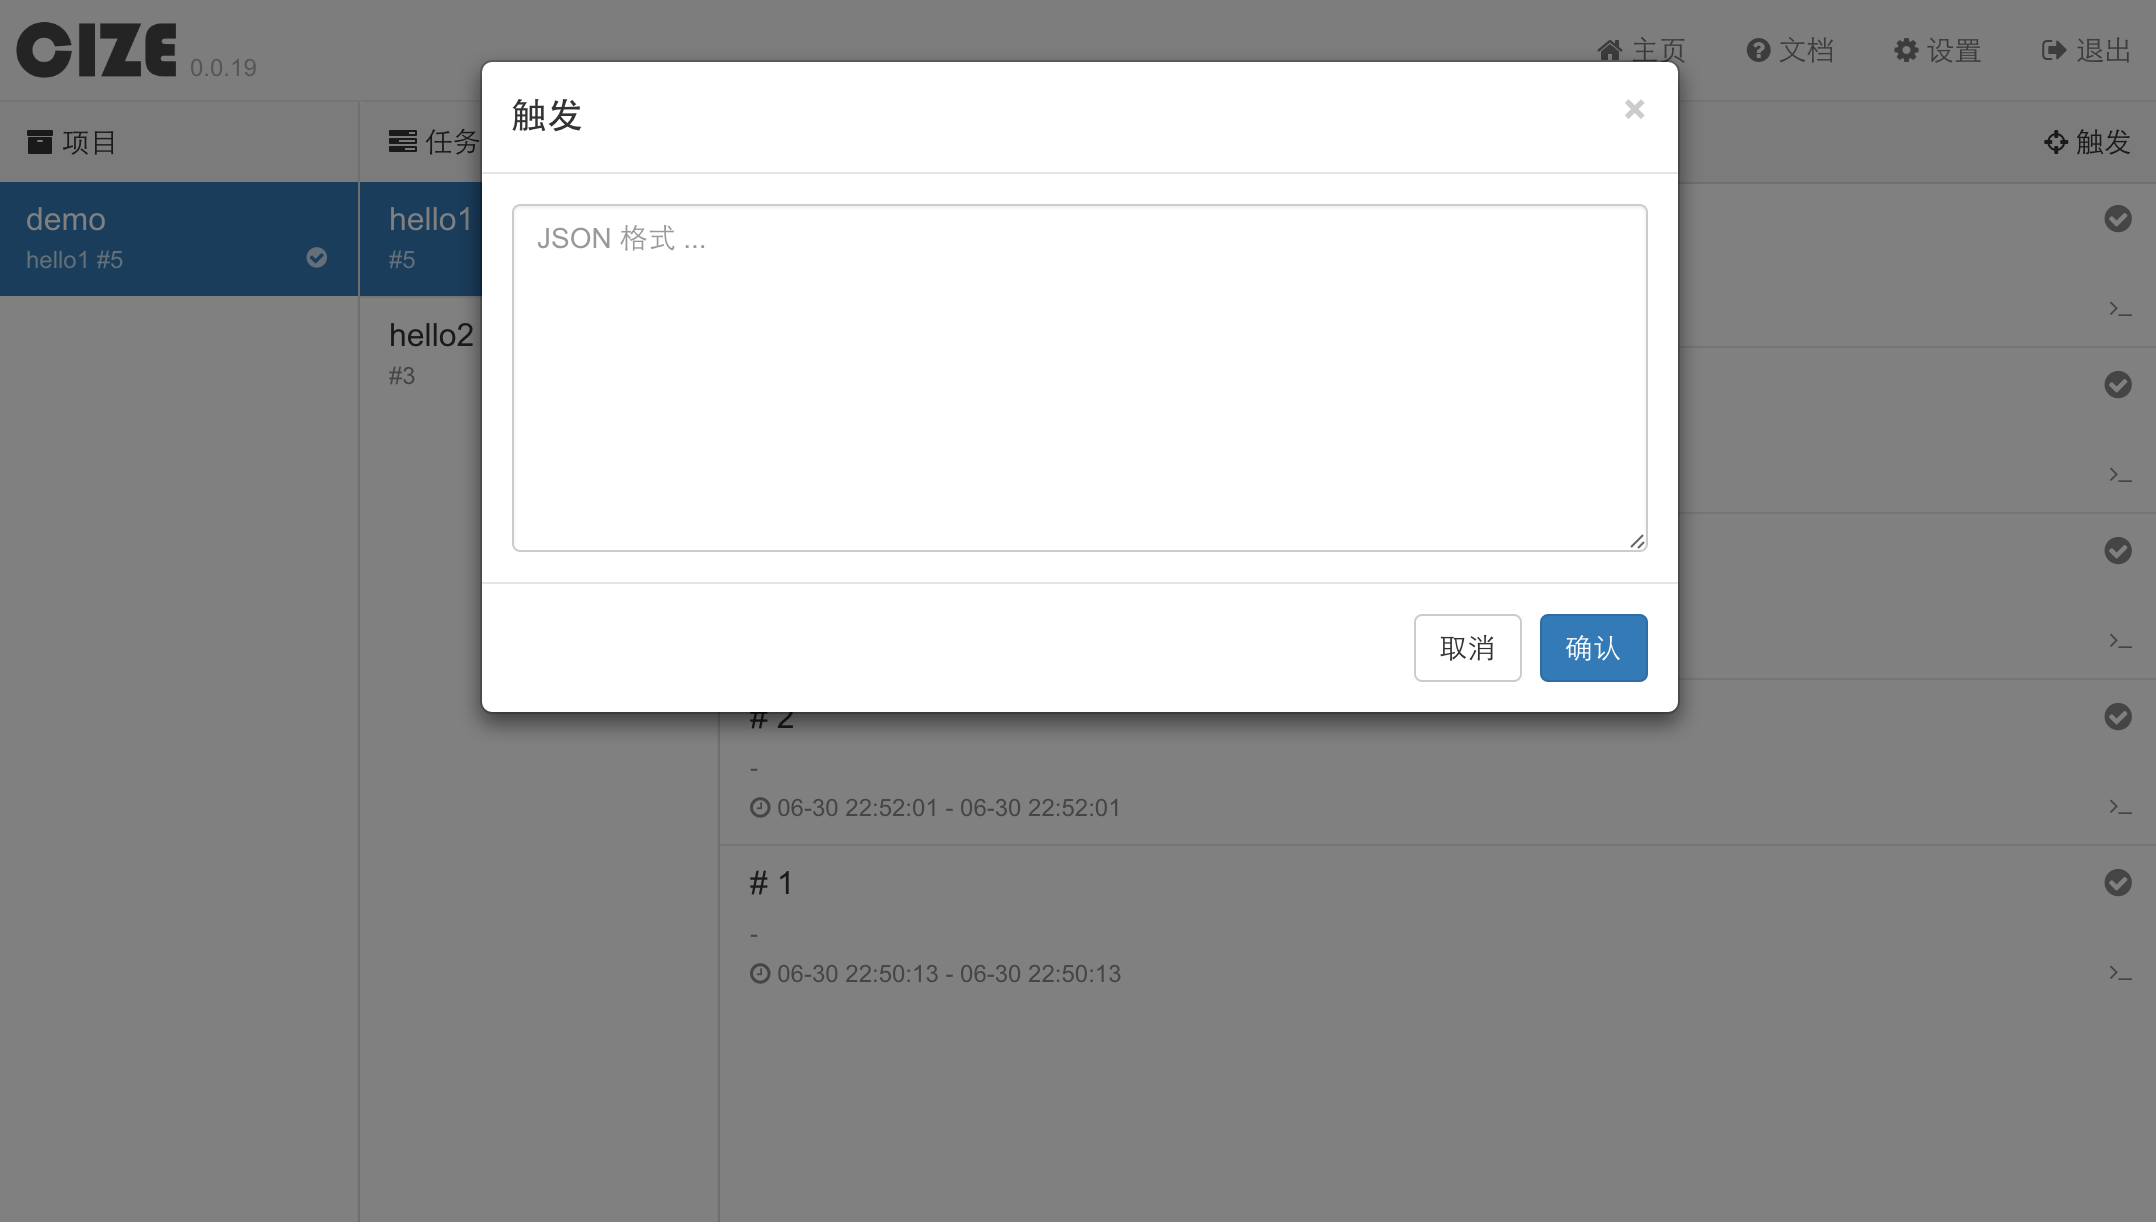 CIZE 0.0.19
主页 文档 设置 退出
项目
任务
触发
demo
hello1 #5
hello1
#5
hello2
#3
触发
×
JSON 格式 ...
取消 确认
# 2
-
06-30 22:52:01 - 06-30 22:52:01
# 1
-
06-30 22:50:13 - 06-30 22:50:13